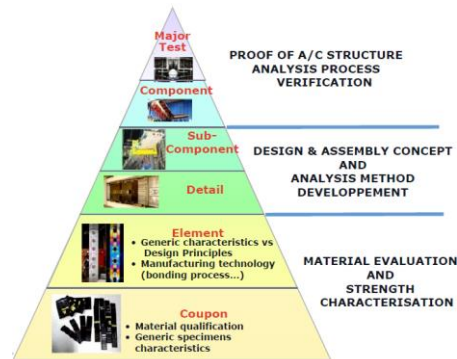 Major
Test
PROOF OF A/C STRUCTURE
ANALYSIS PROCESS
VERIFICATION
Component
Sub-
Component
DESIGN & ASSEMBLY CONCEPT
AND
ANALYSIS METHOD
DEVELOPPEMENT
Detail
Element
• Generic characteristics vs
Design Principles
• Manufacturing technology
(bonding process...)
MATERIAL EVALUATION
AND
STRENGTH
CHARACTERISATION
Coupon
• Material qualification
• Generic specimens
characteristics